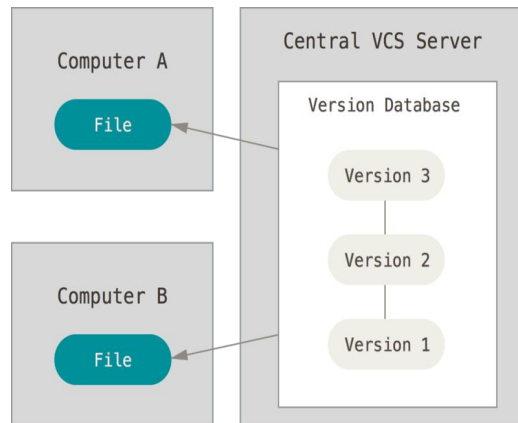 Computer A
File
Computer B
File
Central VCS Server
Version Database
Version 3
Version 2
Version 1